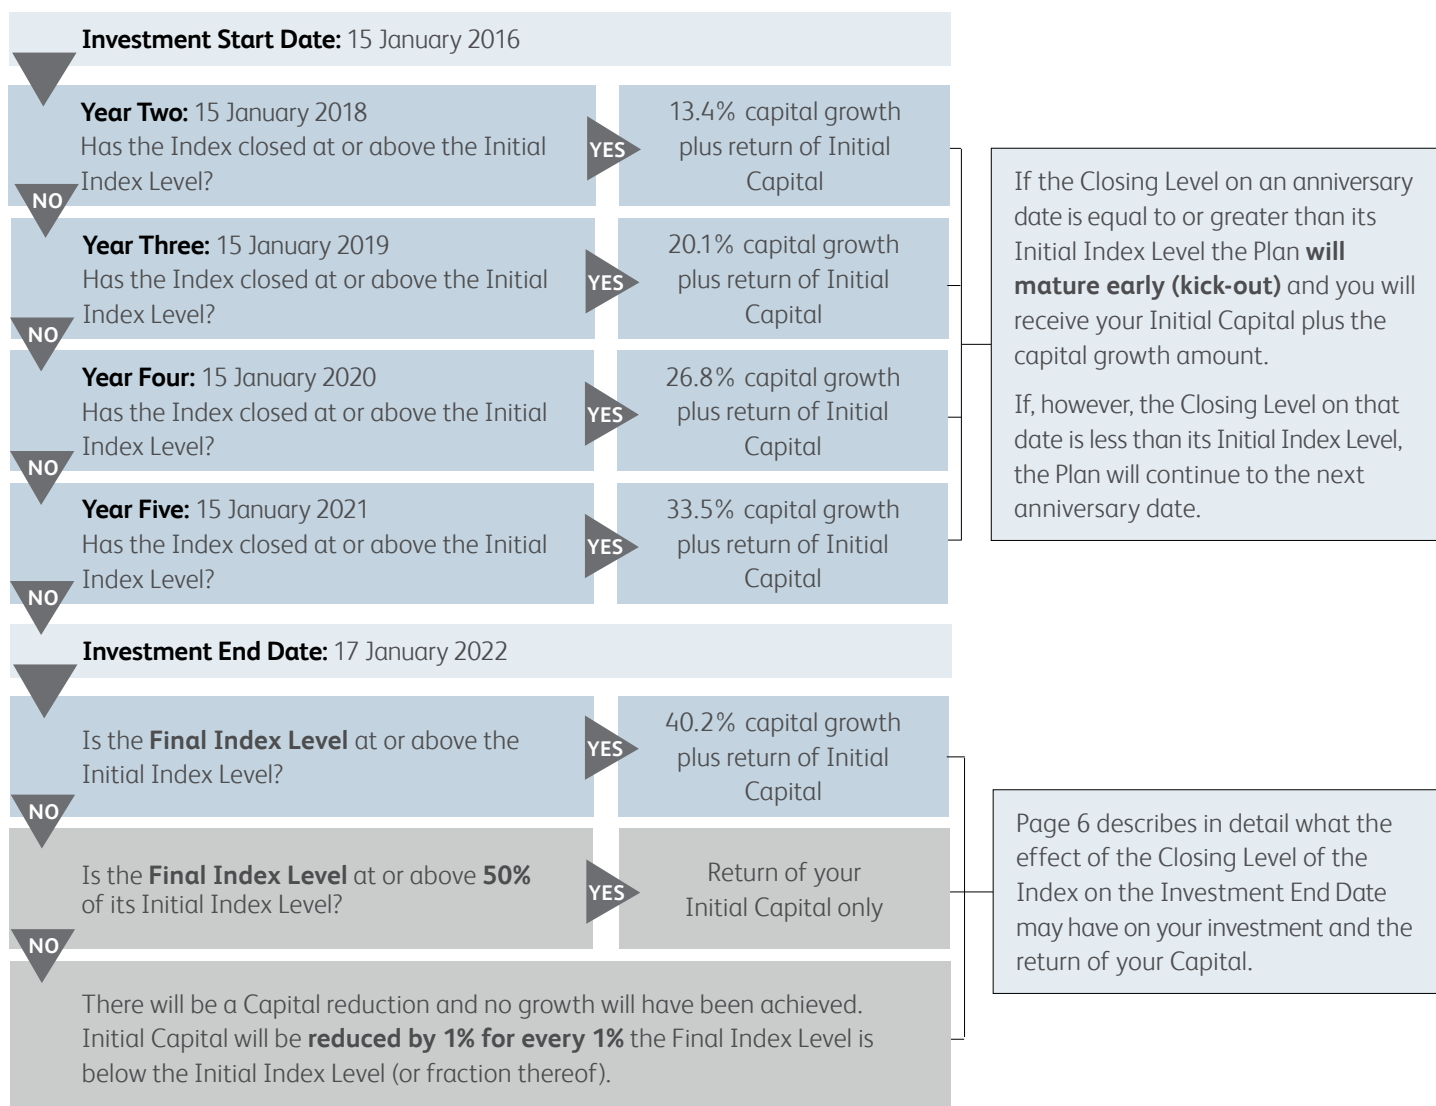 Investment Start Date: 15 January 2016
Year Two: 15 January 2018
Has the Index closed at or above the Initial
Index Level?
YES
13.4% capital growth
plus return of Initial
Capital
NO
Year Three: 15 January 2019
Has the Index closed at or above the Initial
Index Level?
YES
20.1% capital growth
plus return of Initial
Capital
NO
Year Four: 15 January 2020
Has the Index closed at or above the Initial
Index Level?
YES
26.8% capital growth
plus return of Initial
Capital
NO
Year Five: 15 January 2021
Has the Index closed at or above the Initial
Index Level?
YES
33.5% capital growth
plus return of Initial
Capital
NO
If the Closing Level on an anniversary
date is equal to or greater than its
Initial Index Level the Plan will
mature early (kick-out) and you will
receive your Initial Capital plus the
capital growth amount.
If, however, the Closing Level on that
date is less than its Initial Index Level,
the Plan will continue to the next
anniversary date.
Investment End Date: 17 January 2022
Is the Final Index Level at or above the
Initial Index Level?
YES
40.2% capital growth
plus return of Initial
Capital
NO
Is the Final Index Level at or above 50%
of its Initial Index Level?
YES
Return of your
Initial Capital only
NO
There will be a Capital reduction and no growth will have been achieved.
Initial Capital will be reduced by 1% for every 1% the Final Index Level is
below the Initial Index Level (or fraction thereof).
Page 6 describes in detail what the
effect of the Closing Level of the
Index on the Investment End Date
may have on your investment and the
return of your Capital.